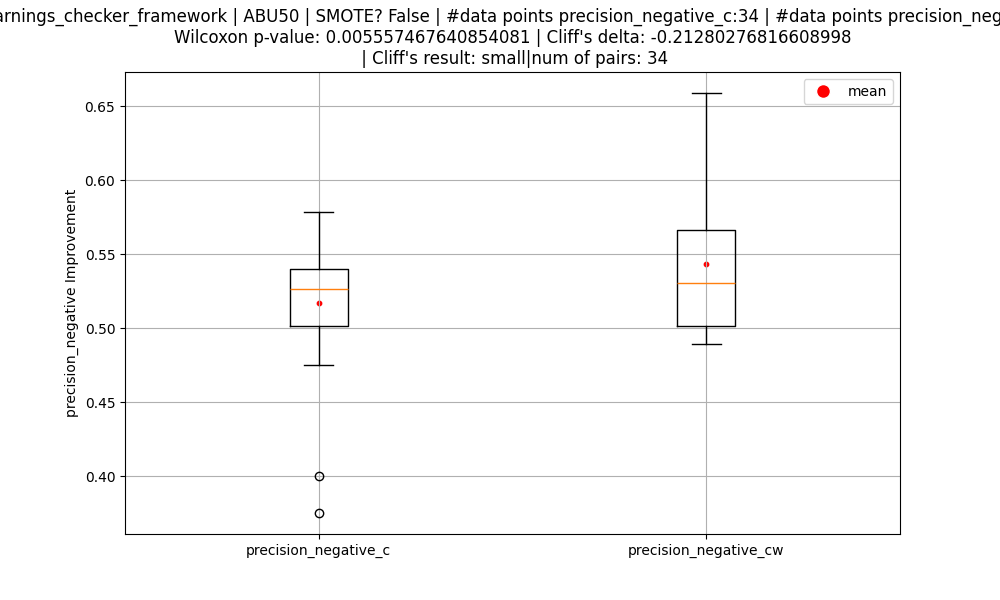 arnings_checker_framework | ABU50 | SMOTE? False | #data points precision_negative_c:34 | #data points precision_neg
Wilcoxon p-value: 0.005557467640854081 | Cliff's delta: -0.21280276816608998
| Cliff's result: small|num of pairs: 34
mean
0.65
0.60
0.55
0.50
0.45
0.40
precision_negative Improvement
precision_negative_c
precision_negative_cw